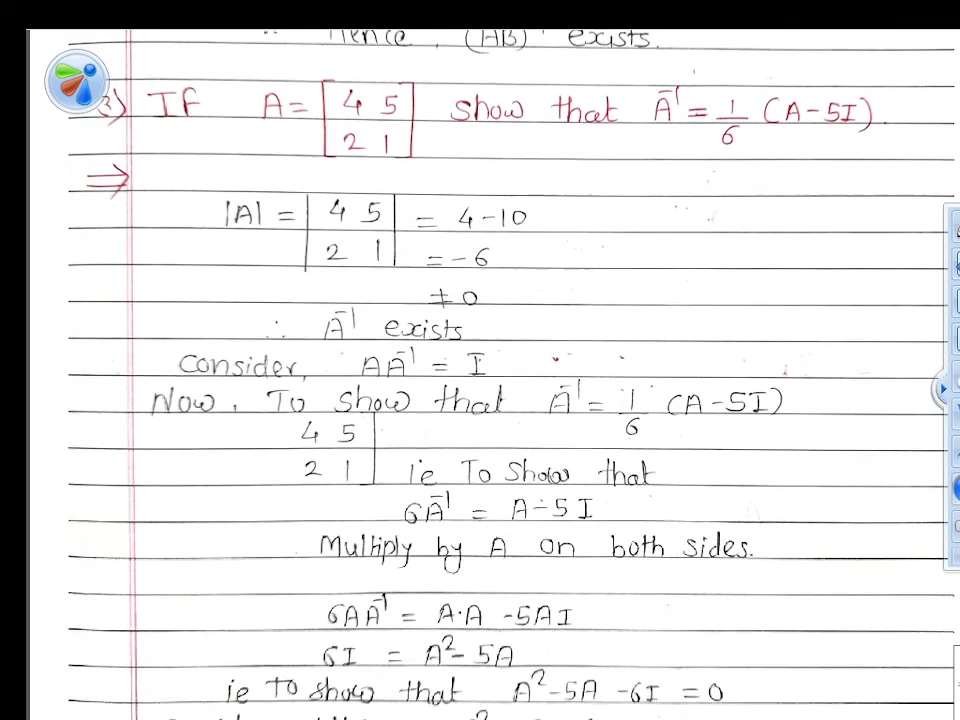 ∴ Hence, (AB)⁻¹ exists.
3) If A = [4 5 show that A⁻¹ = 1/6 (A - 5I).
2 1]
⇒
|A| = |4 5| = 4 - 10
|2 1| = -6
≠ 0
∴ A⁻¹ exists
Consider, AA⁻¹ = I
Now, To show that A⁻¹ = 1/6 (A - 5I)
4 5|
2 1| ie To show that
6A⁻¹ = A - 5I
Multiply by A on both sides.
6AA⁻¹ = A·A - 5AI
6I = A² - 5A
ie To show that A² - 5A - 6I = 0